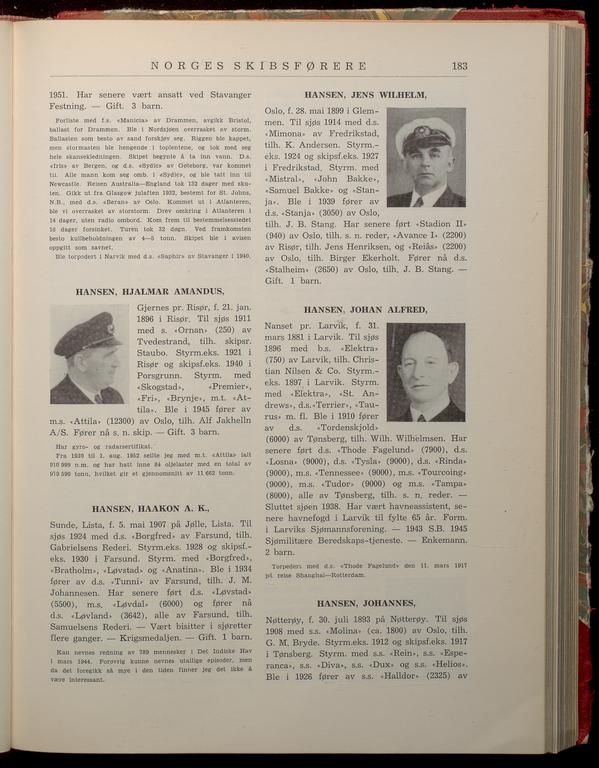 NORGES SKIBSFØRERE
183
1951. Har senere vært ansatt ved Stavanger
Festning. — Gift. 3 barn.
Forliste med f.s. «Manicia» av Drammen, avgikk Bristol,
ballast for Drammen. Ble i Nordsjøen overrasket av storm.
Ballasten som besto av sand forskjøv seg. Riggen ble kappet,
men stormasten ble hengende i toplentene, og tok med seg
hele skansekledningen. Skipet begynte å ta inn vann. D.s.
«Iris» av Bergen, og d.s. «Sydic» av Gøteborg, var kommet
til. Alle mann kom seg omb. i «Sydic», og ble tatt inn til
Newcastle. Reisen Australia—England tok 132 dager med sku-
ten. Gikk ut fra Glasgow julaften 1932, bestemt for St. Johns,
N.B., med d.s. «Beran» av Oslo. Kommet ut i Atlanteren,
ble vi overrasket av storstorm. Drev omkring i Atlanteren i
14 dager, uten radio ombord. Kom frem til bestemmelsesstedet
16 dager forsinket. Turen tok 32 døgn. Ved framkomsten
besto kullbeholdningen av 4—5 tonn. Skipet ble i avisen
oppgitt som savnet.
Ble torpedert i Narvik med d.s. «Saphir» av Stavanger i 1940.
HANSEN, HJALMAR AMANDUS,
Gjernes pr. Risør, f. 21. jan.
1896 i Risør. Til sjøs 1911
med s. «Ornan» (250) av
Tvedestrand, tilh. skipsr.
Staubo. Styrm.eks. 1921 i
Risør og skipsf.eks. 1940 i
Porsgrunn. Styrm. med
«Skogstad», «Premier»,
«Fri», «Brynje», m.t. «At-
tila». Ble i 1945 fører av
m.s. «Attila» (12300) av Oslo, tilh. Alf Jakhelln
A/S. Fører nå s. n. skip. — Gift. 3 barn.
Har gyro- og radarsertifikat.
Fra 1939 til 1. aug. 1952 seilte jeg med m.t. «Attila» ialt
910 999 n.m. og har hatt inne 84 oljelaster med en total av
979 590 tonn, hvilket gir et gjennomsnitt av 11 662 tonn.
HANSEN, HAAKON A. K.,
Sunde, Lista, f. 5. mai 1907 på Jølle, Lista. Til
sjøs 1924 med d.s. «Borgfred» av Farsund, tilh.
Gabrielsens Rederi. Styrm.eks. 1928 og skipsf.-
eks. 1930 i Farsund. Styrm. med «Borgfred»,
«Bratholm», «Løvstad» og «Anatina». Ble i 1934
fører av d.s. «Tunni» av Farsund, tilh. J. M.
Johannesen. Har senere ført d.s. «Løvstad»
(5500), m.s. «Løvdal» (6000) og fører nå
d.s. «Løvland» (3642), alle av Farsund, tilh.
Samuelsens Rederi. — Vært bisitter i sjøretter
flere ganger. — Krigsmedaljen. — Gift. 1 barn.
Kan nevnes redning av 789 mennesker i Det Indiske Hav
i mars 1944. Forøvrig kunne nevnes utallige episoder, men
da det foregikk så mye i den tiden finner jeg det ikke å
være interessant.
HANSEN, JENS WILHELM,
Oslo, f. 28. mai 1899 i Glem-
men. Til sjøs 1914 med d.s.
«Mimona» av Fredrikstad,
tilh. K. Andersen. Styrm.-
eks. 1924 og skipsf.eks. 1927
i Fredrikstad. Styrm. med
«Mistral», «John Bakke»,
«Samuel Bakke» og «Stan-
ja». Ble i 1939 fører av
d.s. «Stanja» (3050) av Oslo,
tilh. J. B. Stang. Har senere ført «Stadion II»
(940) av Oslo, tilh. s. n. reder, «Avance I» (2200)
av Risør, tilh. Jens Henriksen, og «Reiås» (2200)
av Oslo, tilh. Birger Ekerholt. Fører nå d.s.
«Stalheim» (2650) av Oslo, tilh. J. B. Stang. —
Gift. 1 barn.
HANSEN, JOHAN ALFRED,
Nanset pr. Larvik, f. 31.
mars 1881 i Larvik. Til sjøs
1896 med b.s. «Elektra»
(750) av Larvik, tilh. Chris-
tian Nilsen & Co. Styrm.-
eks. 1897 i Larvik. Styrm.
med «Elektra», «St. An-
drews», d.s.«Terrier», «Tau-
rus» m. fl. Ble i 1910 fører
av d.s. «Tordenskjold»
(6000) av Tønsberg, tilh. Wilh. Wilhelmsen. Har
senere ført d.s. «Thode Fagelund» (7900), d.s.
«Losna» (9000), d.s. «Tysla» (9000), d.s. «Rinda»
(9000), m.s. «Tennessee» (9000), m.s. «Tourcoing»
(9000), m.s. «Tudor» (9000) og m.s. «Tampa»
(8000), alle av Tønsberg, tilh. s. n. reder. —
Sluttet sjøen 1938. Har vært havneassistent, se-
nere havnefogd i Larvik til fylte 65 år. Form.
i Larviks Sjømannsforening. — 1943 S.B. 1945
Sjømilitære Beredskaps-tjeneste. — Enkemann.
2 barn.
Torpedert med d.s. «Thode Fagelund» den 11. mars 1917
på reise Shanghai—Rotterdam.
HANSEN, JOHANNES,
Nøtterøy, f. 30. juli 1893 på Nøtterøy. Til sjøs
1908 med s.s. «Molina» (ca. 1800) av Oslo, tilh.
G. M. Bryde. Styrm.eks. 1912 og skipsf.eks. 1917
i Tønsberg. Styrm. med s.s. «Rein», s.s. «Espe-
ranca», s.s. «Diva», s.s. «Dux» og s.s. «Helios».
Ble i 1926 fører av s.s. «Halldor» (2325) av